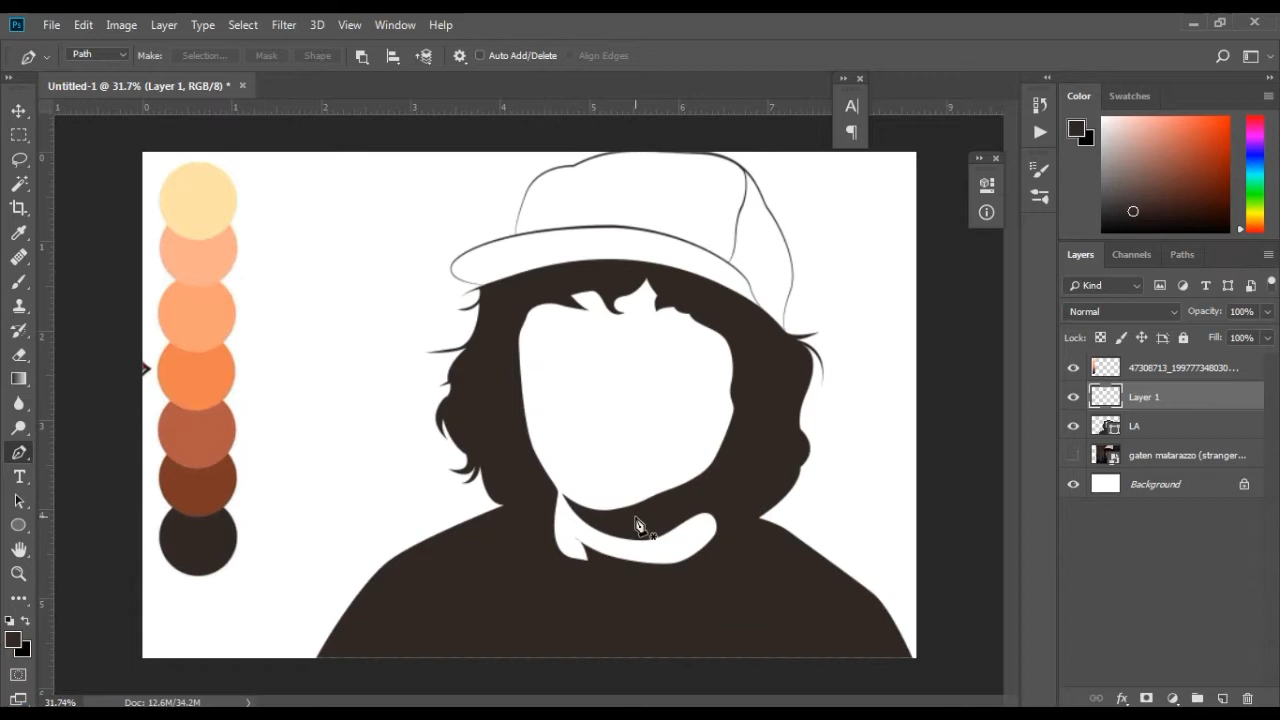 Ps File Edit Image Layer Type Select Filter 3D View Window Help
Path Make: Selection... Mask Shape Auto Add/Delete Align Edges
Untitled-1 @ 31.7% (Layer 1, RGB/8) *
Color Swatches
Layers Channels Paths
Kind
Normal Opacity: 100%
Lock: Fill: 100%
47308713_199777348030...
Layer 1
LA
gaten matarazzo (stranger...
Background
31.74% Doc: 12.6M/34.2M